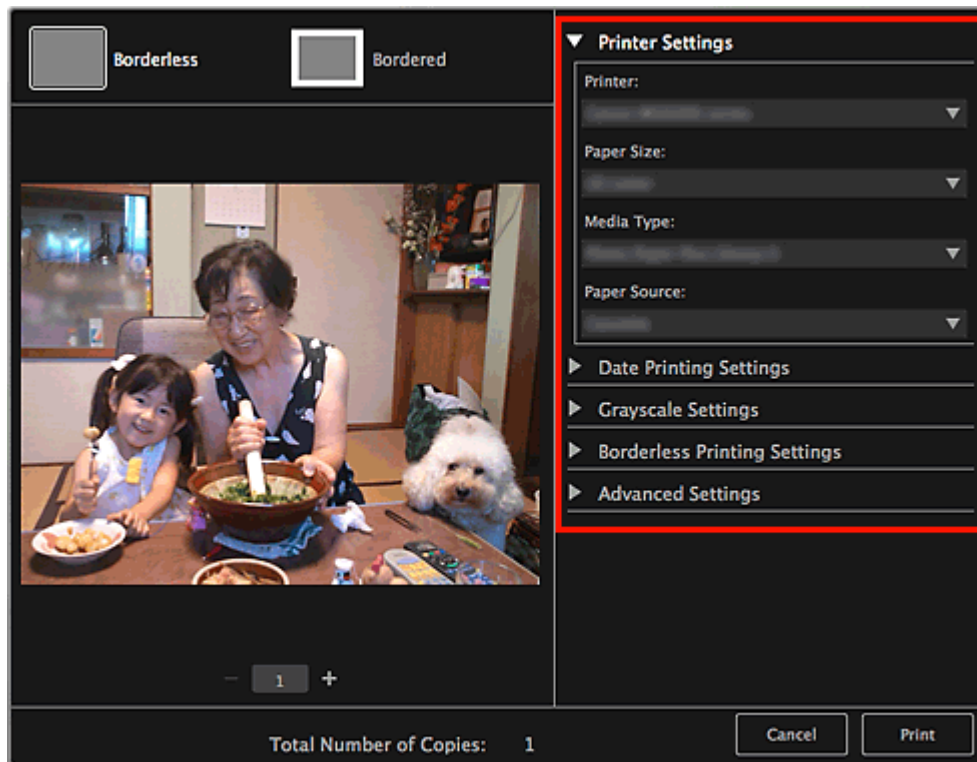 Borderless
Bordered
Printer Settings
Printer:
Paper Size:
Media Type:
Paper Source:
Date Printing Settings
Grayscale Settings
Borderless Printing Settings
Advanced Settings
1
Total Number of Copies: 1
Cancel
Print